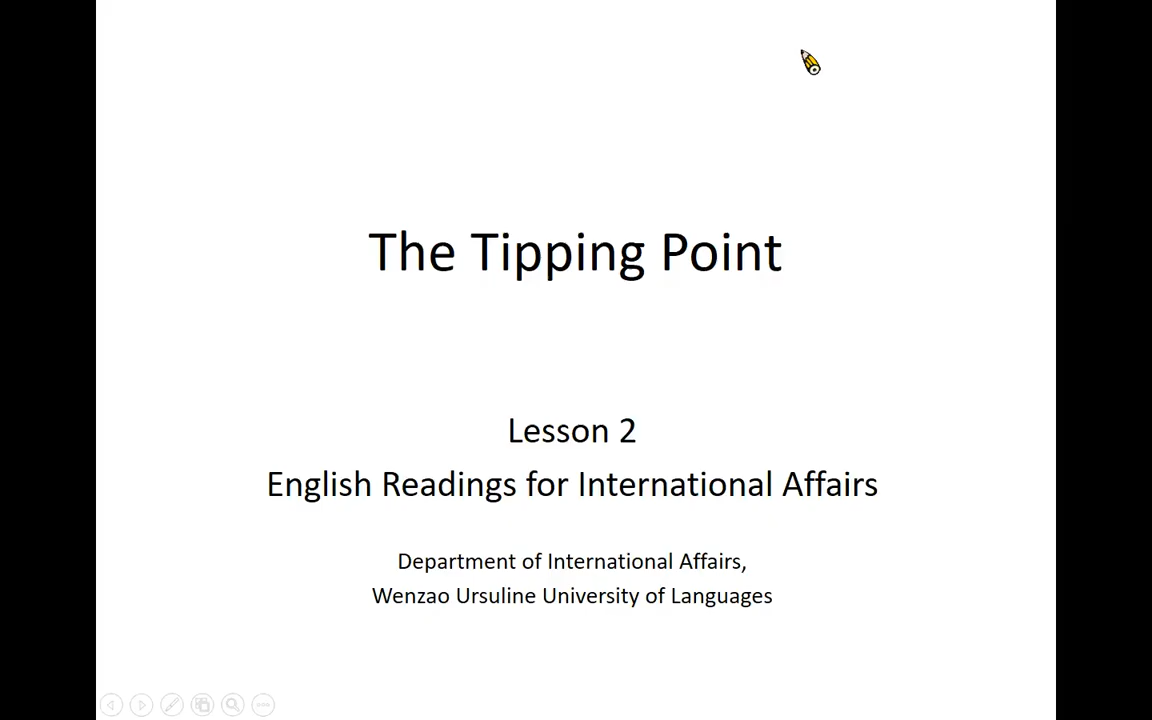 The Tipping Point
Lesson 2
English Readings for International Affairs
Department of International Affairs,
Wenzao Ursuline University of Languages